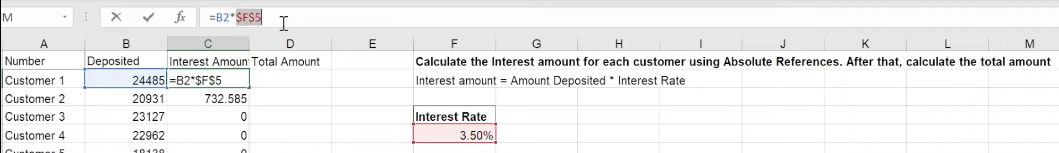 M fx =B2*$F$5
A B C D E F G H I J K L M
Number Deposited Interest Amoun Total Amount Calculate the Interest amount for each customer using Absolute References. After that, calculate the total amount
Customer 1 24485 =B2*$F$5 Interest amount = Amount Deposited * Interest Rate
Customer 2 20931 732.585
Customer 3 23127 0 Interest Rate
Customer 4 22962 0 3.50%